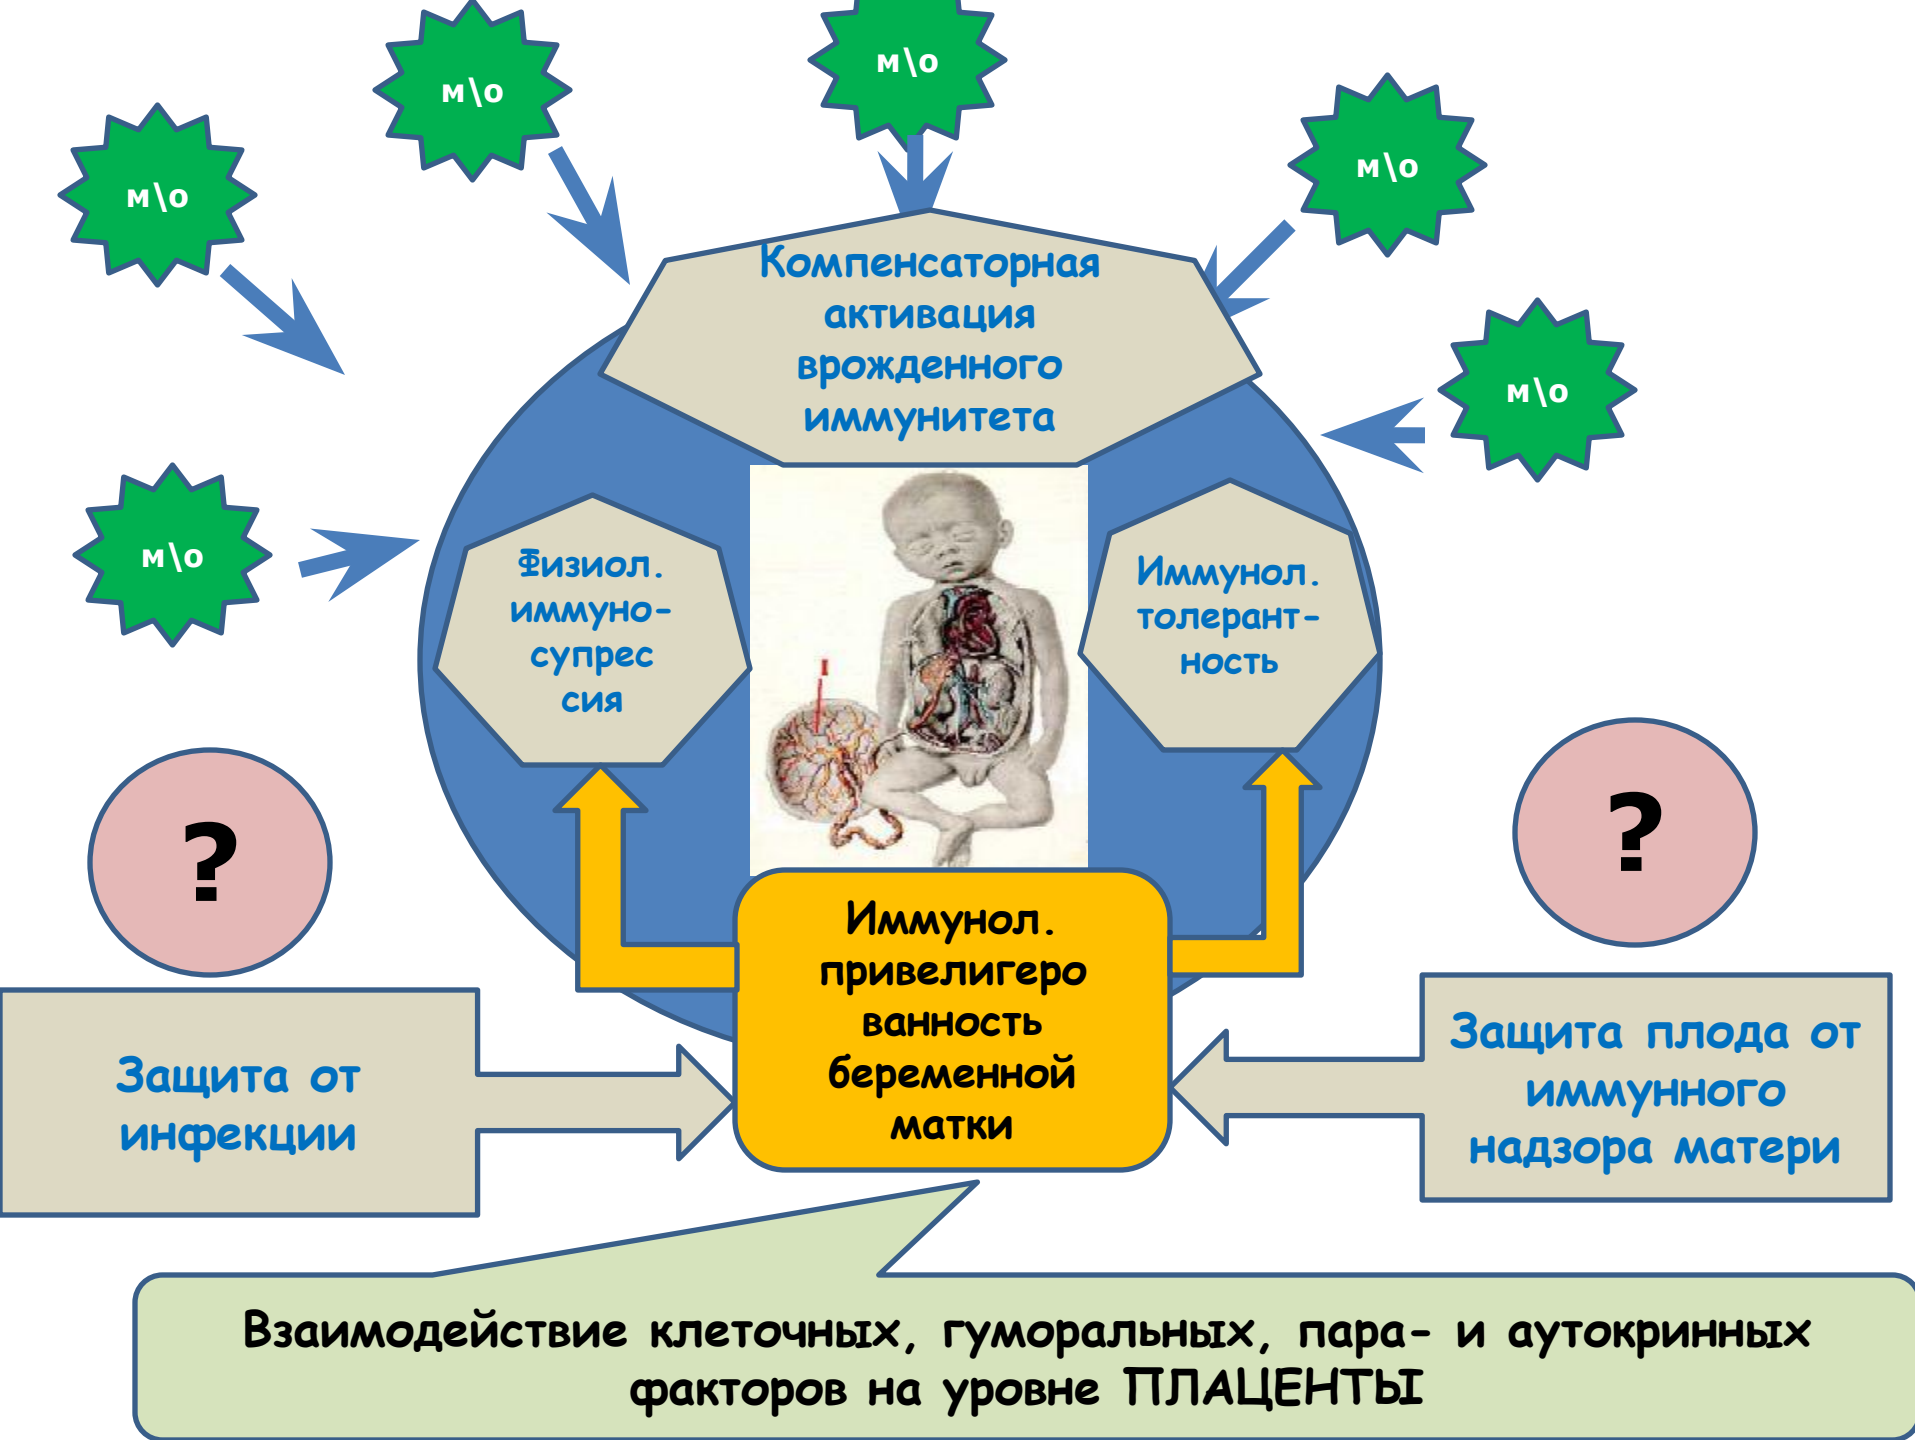 м\о
м\о
м\о
м\о
м\о
м\о
Компенсаторная
активация
врожденного
иммунитета
Физиол.
иммуно-
супрес
сия
Иммунол.
толерант-
ность
?
?
Иммунол.
привелигеро
ванность
беременной
матки
Защита от
инфекции
Защита плода от
иммунного
надзора матери
Взаимодействие клеточных, гуморальных, пара- и аутокринных
факторов на уровне ПЛАЦЕНТЫ